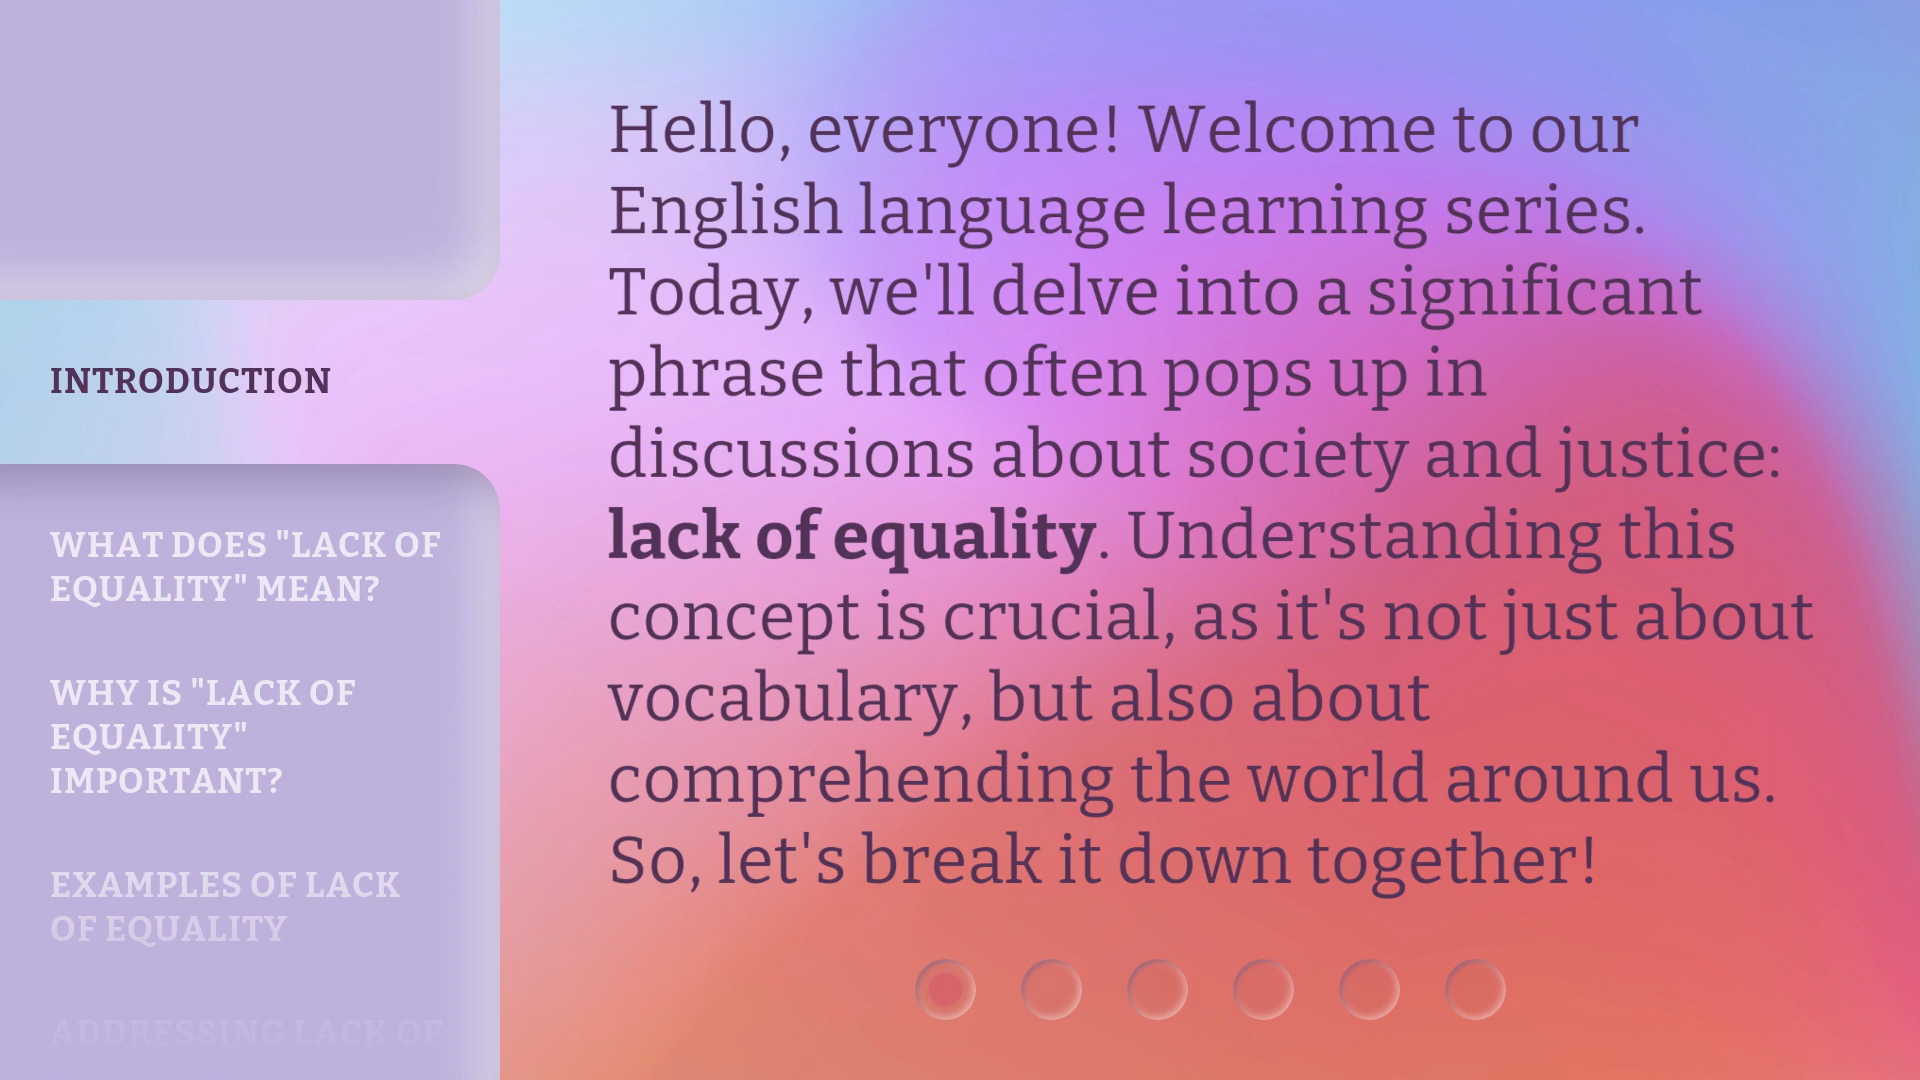 INTRODUCTION
WHAT DOES "LACK OF
EQUALITY" MEAN?
WHY IS "LACK OF
EQUALITY"
IMPORTANT?
EXAMPLES OF LACK
OF EQUALITY
ADDRESSING LACK OF
Hello, everyone! Welcome to our
English language learning series.
Today, we'll delve into a significant
phrase that often pops up in
discussions about society and justice:
lack of equality. Understanding this
concept is crucial, as it's not just about
vocabulary, but also about
comprehending the world around us.
So, let's break it down together!